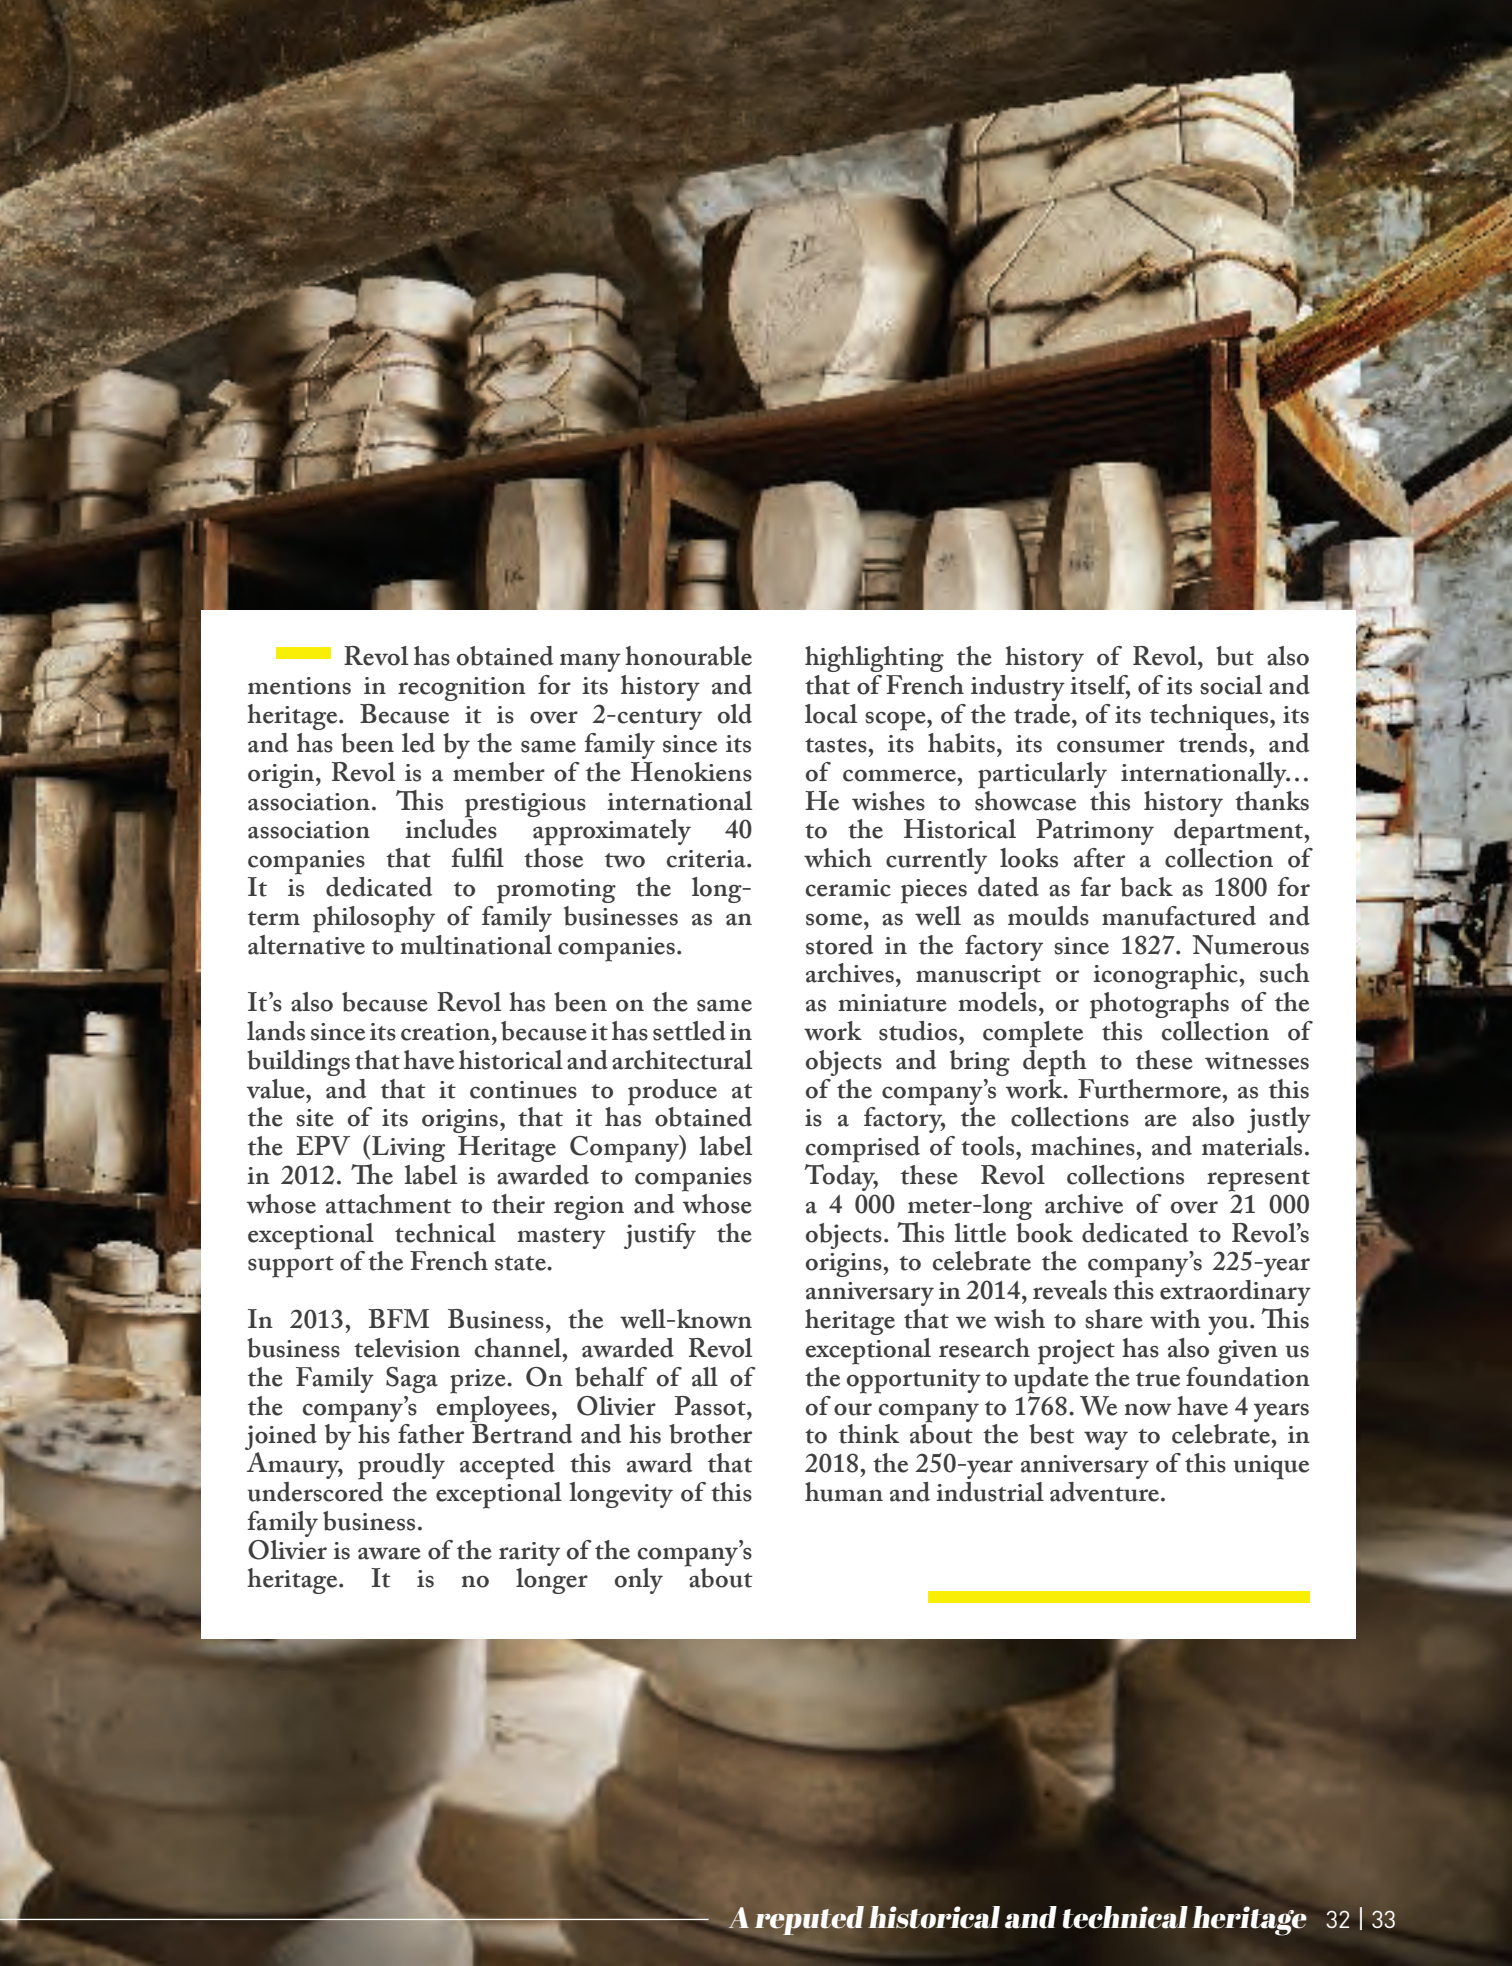 Revol has obtained many honourable
mentions in recognition for its history and
heritage. Because it is over 2-century old
and has been led by the same family since its
origin, Revol is a member of the Henokiens
association. This prestigious international
association includes approximately 40
companies that fulfil those two criteria.
It is dedicated to promoting the long-
term philosophy of family businesses as an
alternative to multinational companies.
It’s also because Revol has been on the same
lands since its creation, because it has settled in
buildings that have historical and architectural
value, and that it continues to produce at
the site of its origins, that it has obtained
the EPV (Living Heritage Company) label
in 2012. The label is awarded to companies
whose attachment to their region and whose
exceptional technical mastery justify the
support of the French state.
In 2013, BFM Business, the well-known
business television channel, awarded Revol
the Family Saga prize. On behalf of all of
the company’s employees, Olivier Passot,
joined by his father Bertrand and his brother
Amaury, proudly accepted this award that
underscored the exceptional longevity of this
family business.
Olivier is aware of the rarity of the company’s
heritage. It is no longer only about
highlighting the history of Revol, but also
that of French industry itself, of its social and
local scope, of the trade, of its techniques, its
tastes, its habits, its consumer trends, and
of commerce, particularly internationally…
He wishes to showcase this history thanks
to the Historical Patrimony department,
which currently looks after a collection of
ceramic pieces dated as far back as 1800 for
some, as well as moulds manufactured and
stored in the factory since 1827. Numerous
archives, manuscript or iconographic, such
as miniature models, or photographs of the
work studios, complete this collection of
objects and bring depth to these witnesses
of the company’s work. Furthermore, as this
is a factory, the collections are also justly
comprised of tools, machines, and materials.
Today, these Revol collections represent
a 4 000 meter-long archive of over 21 000
objects. This little book dedicated to Revol’s
origins, to celebrate the company’s 225-year
anniversary in 2014, reveals this extraordinary
heritage that we wish to share with you. This
exceptional research project has also given us
the opportunity to update the true foundation
of our company to 1768. We now have 4 years
to think about the best way to celebrate, in
2018, the 250-year anniversary of this unique
human and industrial adventure.
A reputed historical and technical heritage 32 | 33